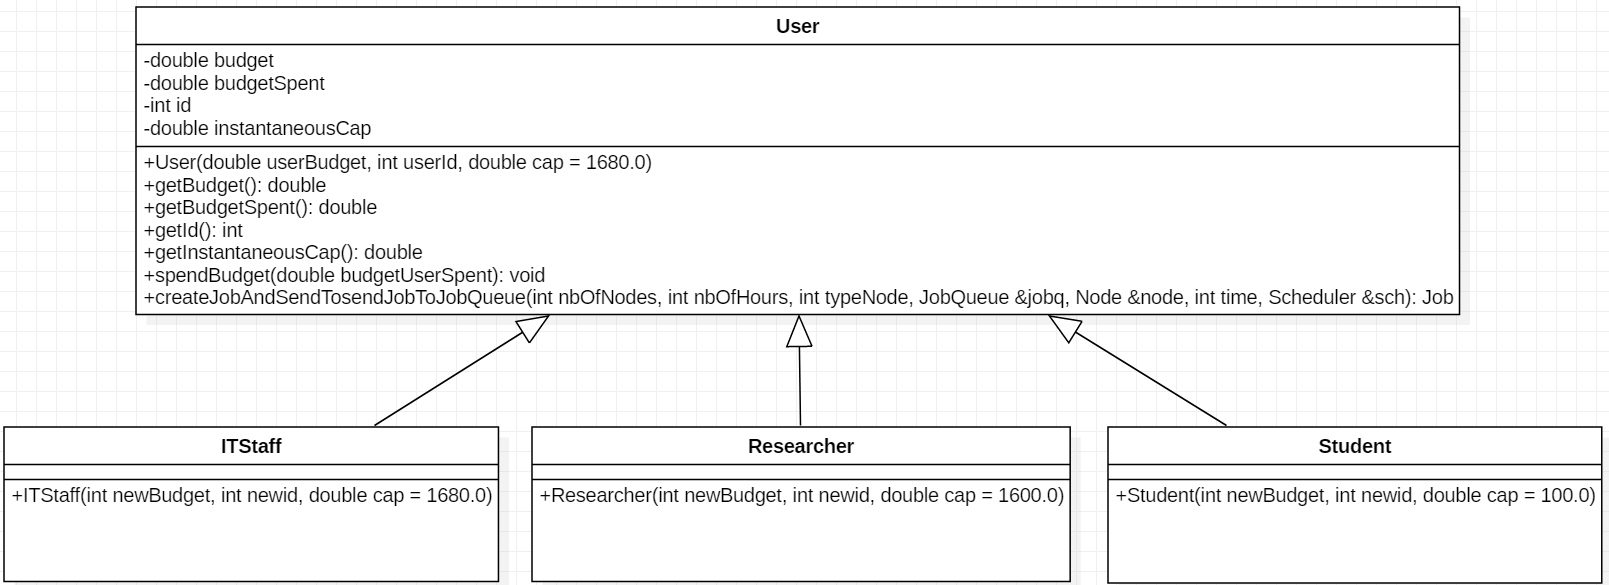 User
-double budget
-double budgetSpent
-int id
-double instantaneousCap
+User(double userBudget, int userId, double cap = 1680.0)
+getBudget(): double
+getBudgetSpent(): double
+getId(): int
+getInstantaneousCap(): double
+spendBudget(double budgetUserSpent): void
+createJobAndSendTosendJobToJobQueue(int nbOfNodes, int nbOfHours, int typeNode, JobQueue &jobq, Node &node, int time, Scheduler &sch): Job
ITStaff
+ITStaff(int newBudget, int newid, double cap = 1680.0)
Researcher
+Researcher(int newBudget, int newid, double cap = 1600.0)
Student
+Student(int newBudget, int newid, double cap = 100.0)